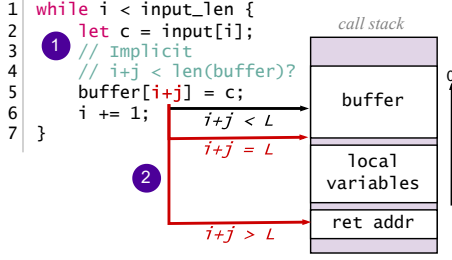 1 while i < input_len {
2 let c = input[i];
3 // Implicit
4 // i+j < len(buffer)?
5 buffer[i+j] = c;
6 i += 1;
7 }
1
2
i+j < L
i+j = L
i+j > L
call stack
buffer
local
variables
ret addr